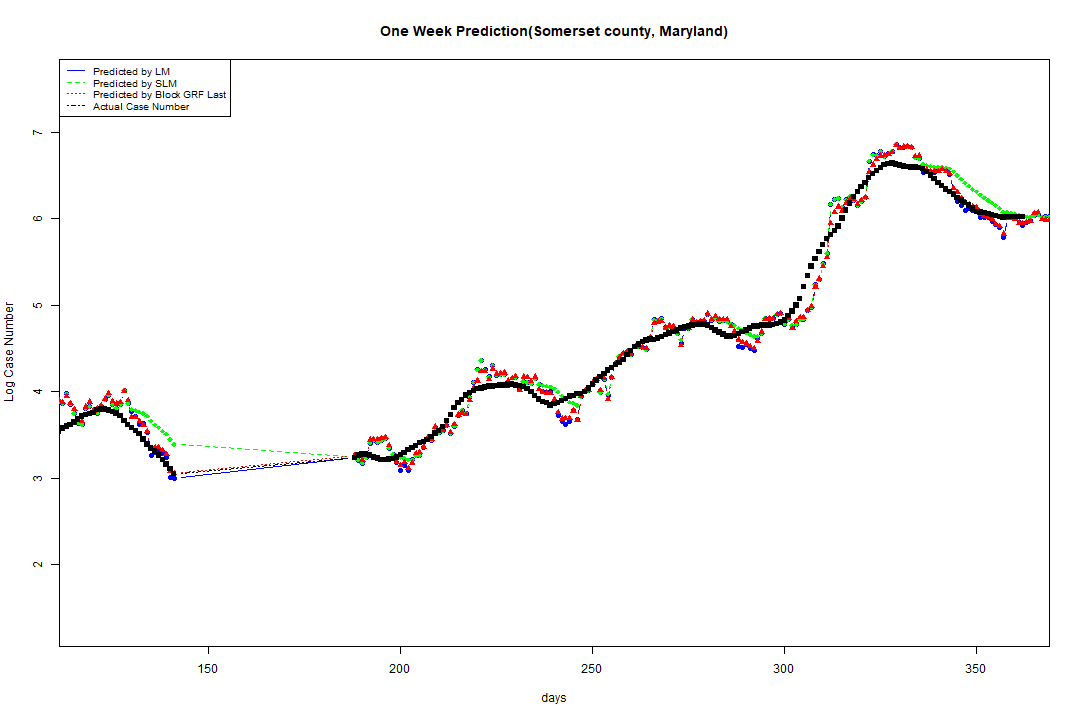 One Week Prediction(Somerset county, Maryland)
Predicted by LM
Predicted by SLM
Predicted by Block GRF Last
Actual Case Number
Log Case Number
7
6
5
4
3
2
150
200
250
300
350
days